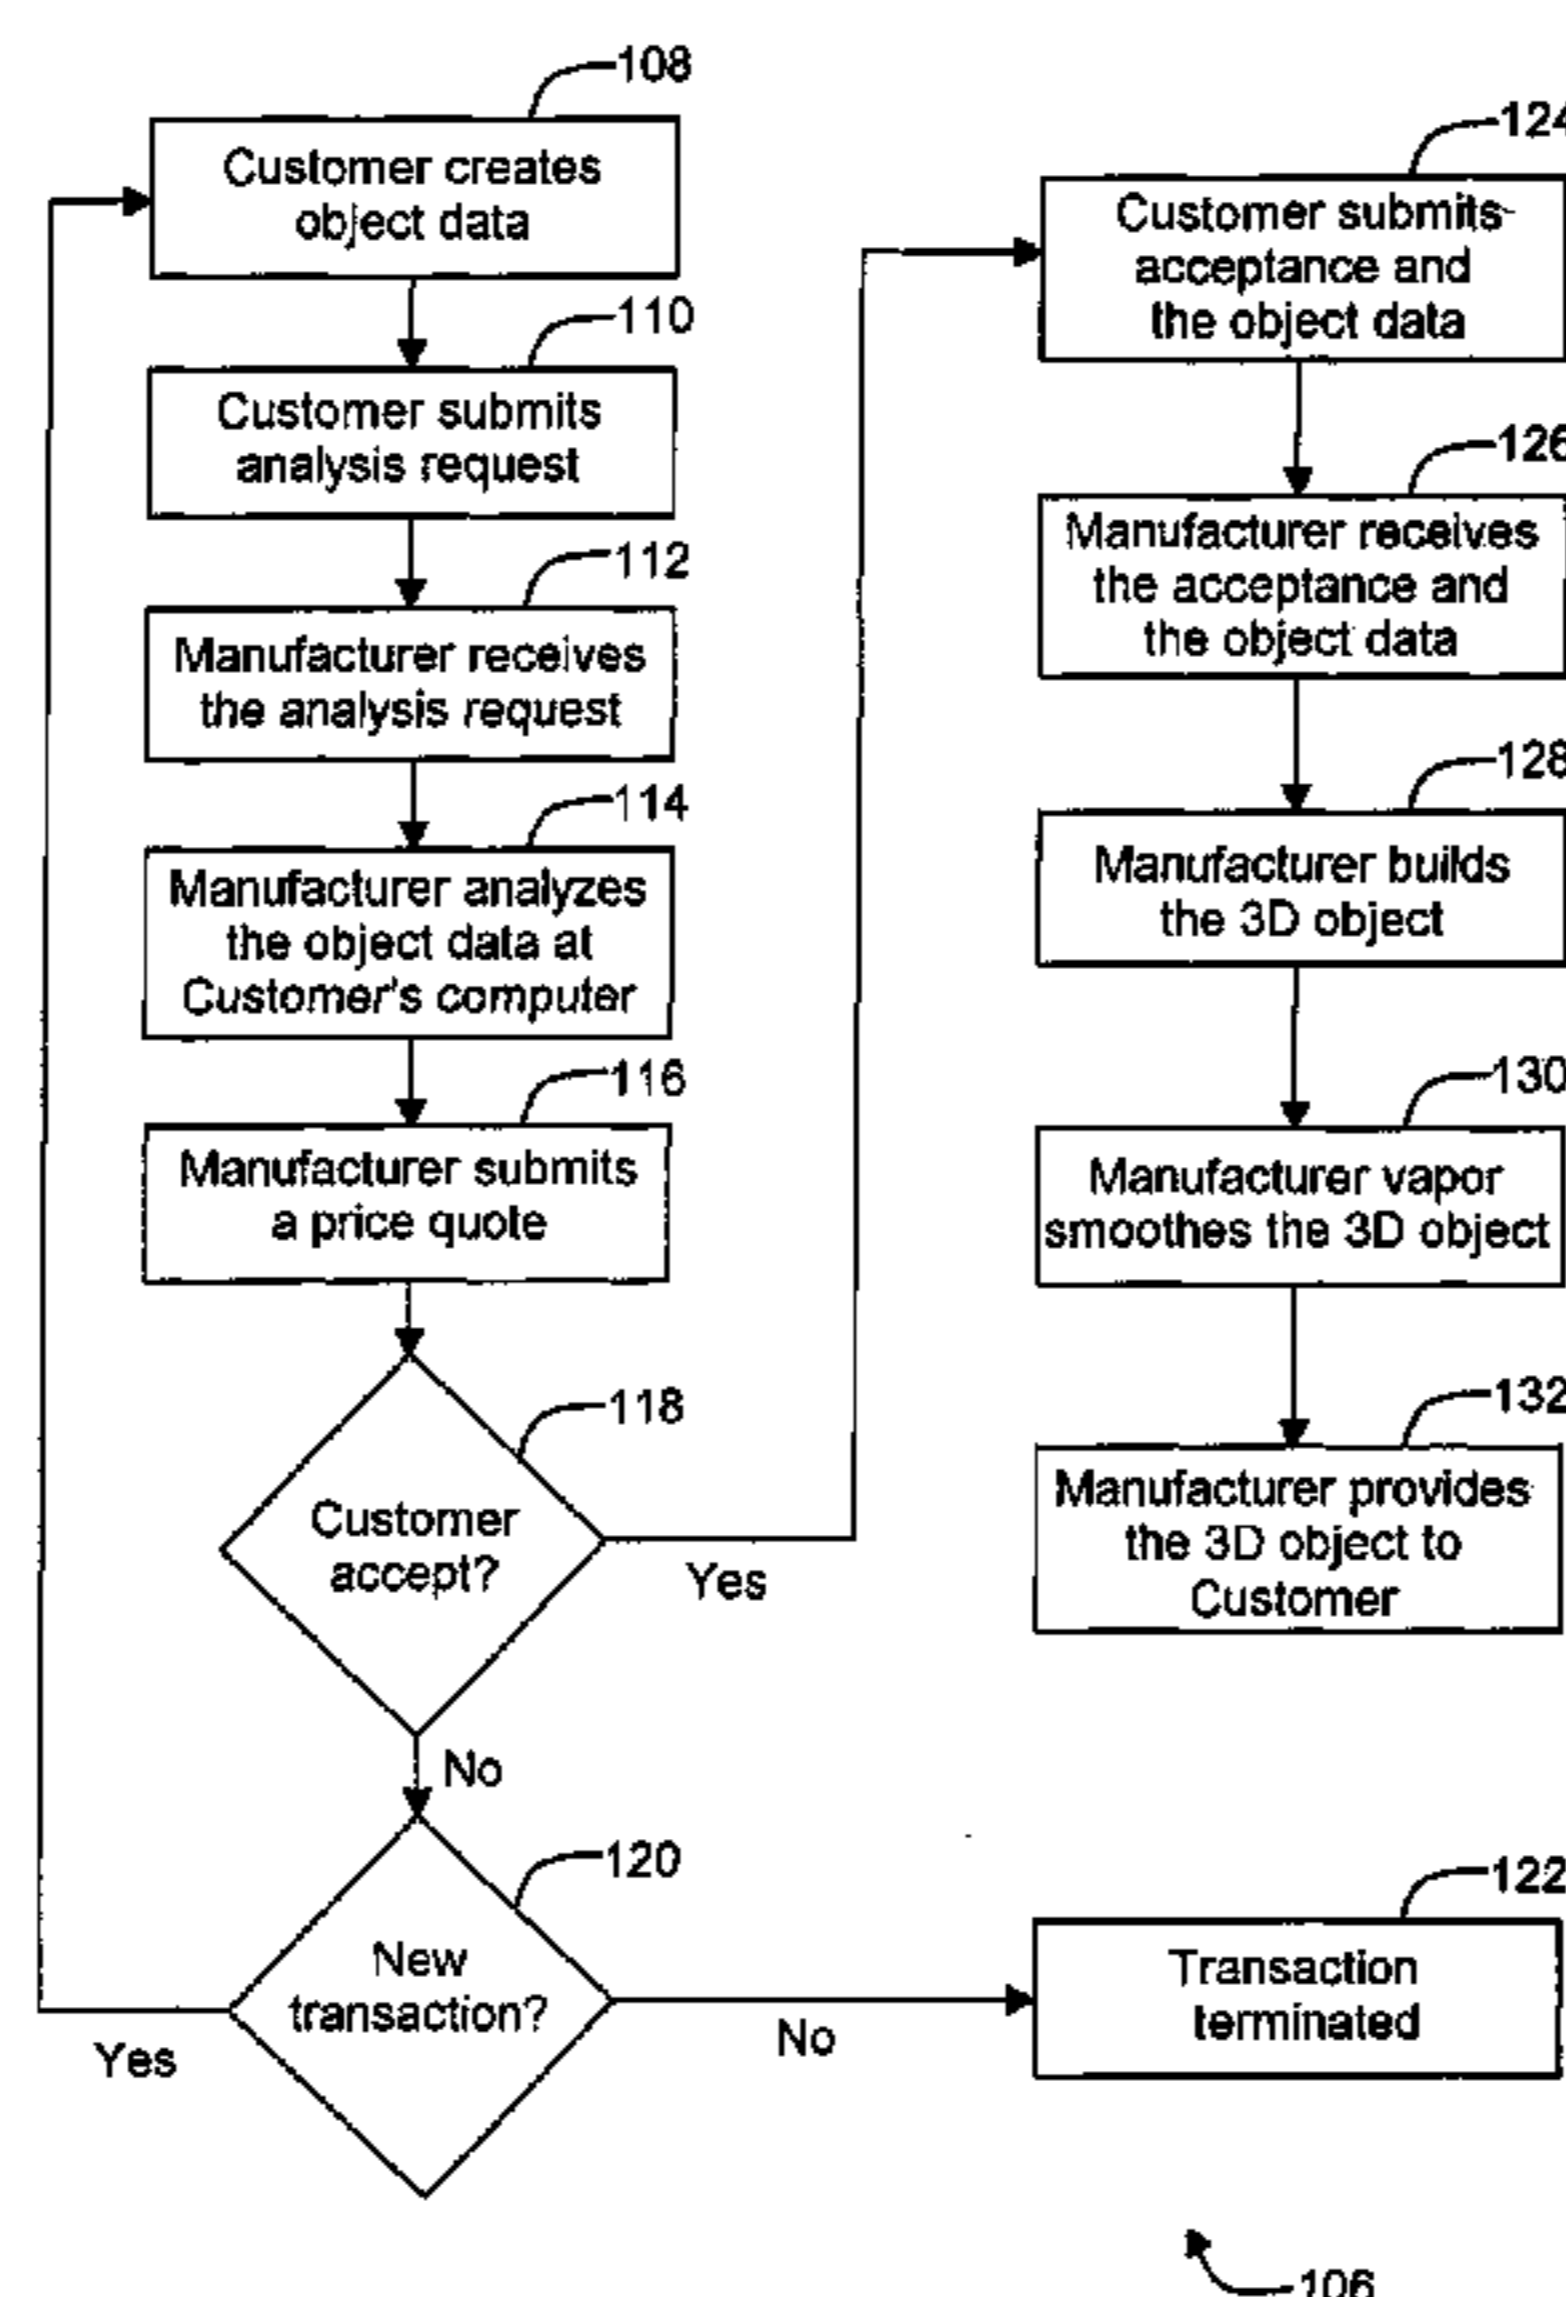 108
Customer creates
object data
110
Customer submits
analysis request
112
Manufacturer receives
the analysis request
114
Manufacturer analyzes
the object data at
Customer's computer
116
Manufacturer submits
a price quote
118
Customer
accept?
Yes
No
120
New
transaction?
Yes
No
124
Customer submits
acceptance and
the object data
126
Manufacturer receives
the acceptance and
the object data
128
Manufacturer builds
the 3D object
130
Manufacturer vapor
smoothes the 3D object
132
Manufacturer provides
the 3D object to
Customer
122
Transaction
terminated
106